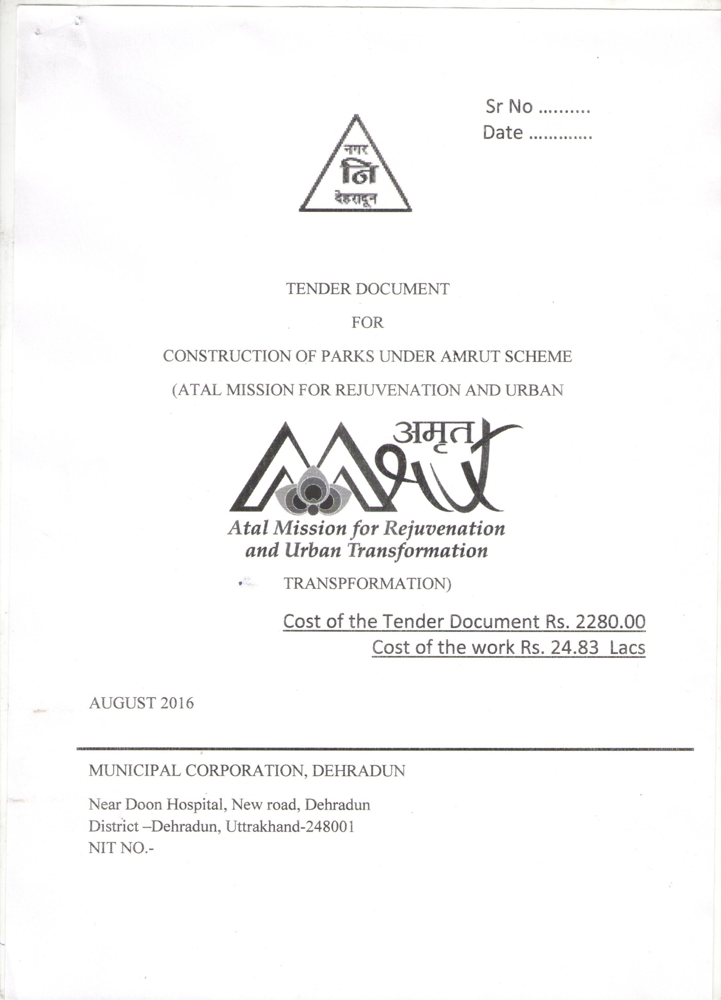 Sr No ..........
Date .............
नगर
नि
देहरादून
TENDER DOCUMENT
FOR
CONSTRUCTION OF PARKS UNDER AMRUT SCHEME
(ATAL MISSION FOR REJUVENATION AND URBAN
अमृत
Mrut
Atal Mission for Rejuvenation
and Urban Transformation
TRANSPFORMATION)
Cost of the Tender Document Rs. 2280.00
Cost of the work Rs. 24.83 Lacs
AUGUST 2016
MUNICIPAL CORPORATION, DEHRADUN
Near Doon Hospital, New road, Dehradun
District –Dehradun, Uttrakhand-248001
NIT NO.-